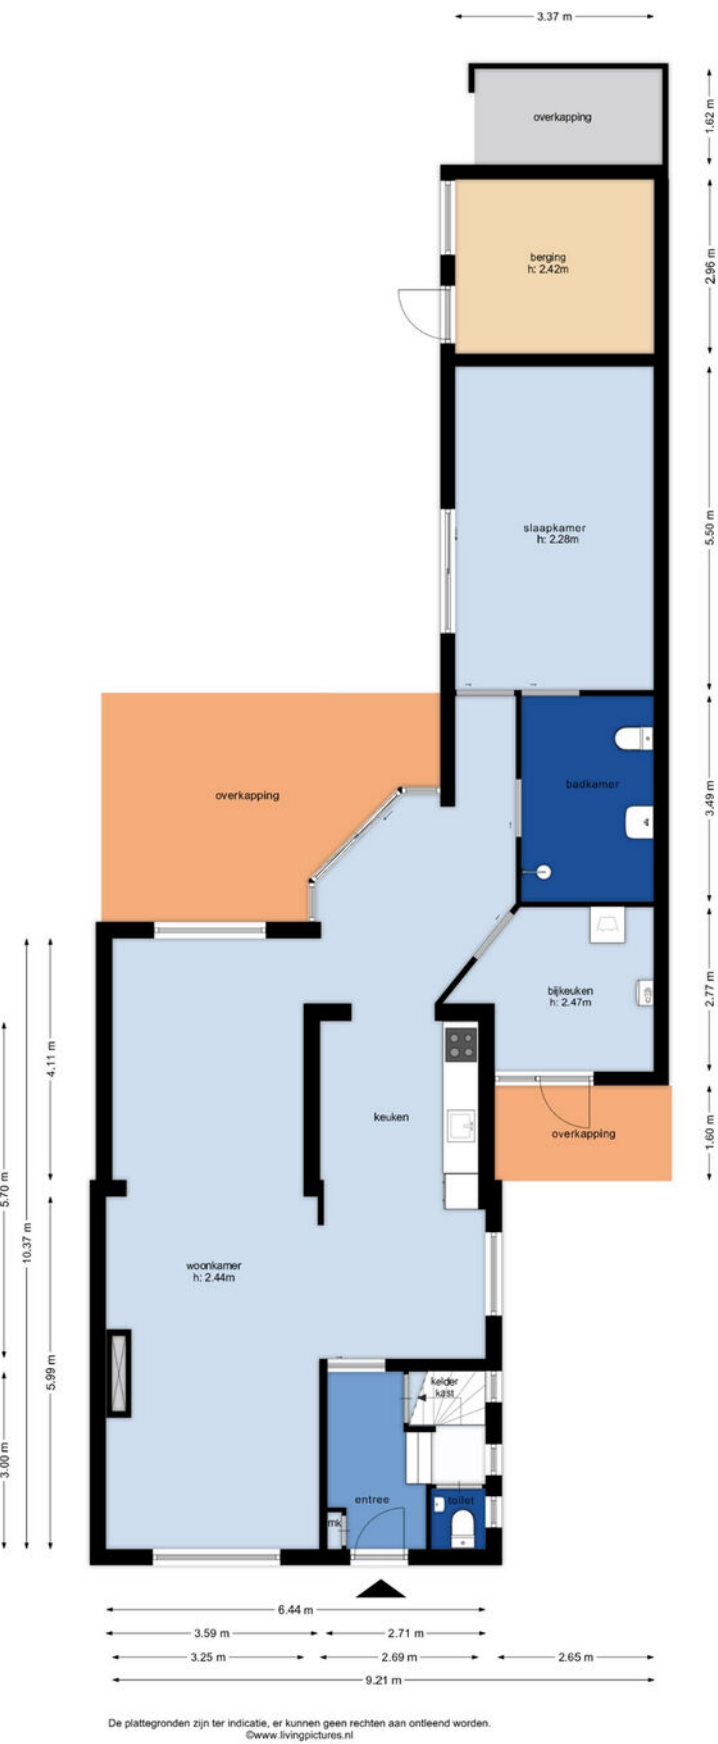 3.37 m
overkapping
1.62 m
berging
h: 2.42m
2.96 m
slaapkamer
h: 2.28m
5.50 m
overkapping
badkamer
3.49 m
bijkeuken
h: 2.47m
2.77 m
4.11 m
keuken
overkapping
1.60 m
5.70 m
10.37 m
woonkamer
h: 2.44m
5.99 m
kelder
kast
3.00 m
entree
toilet
mk
6.44 m
3.59 m
2.71 m
3.25 m
2.69 m
2.65 m
9.21 m
De plattegronden zijn ter indicatie, er kunnen geen rechten aan ontleend worden.
©www.livingpictures.nl